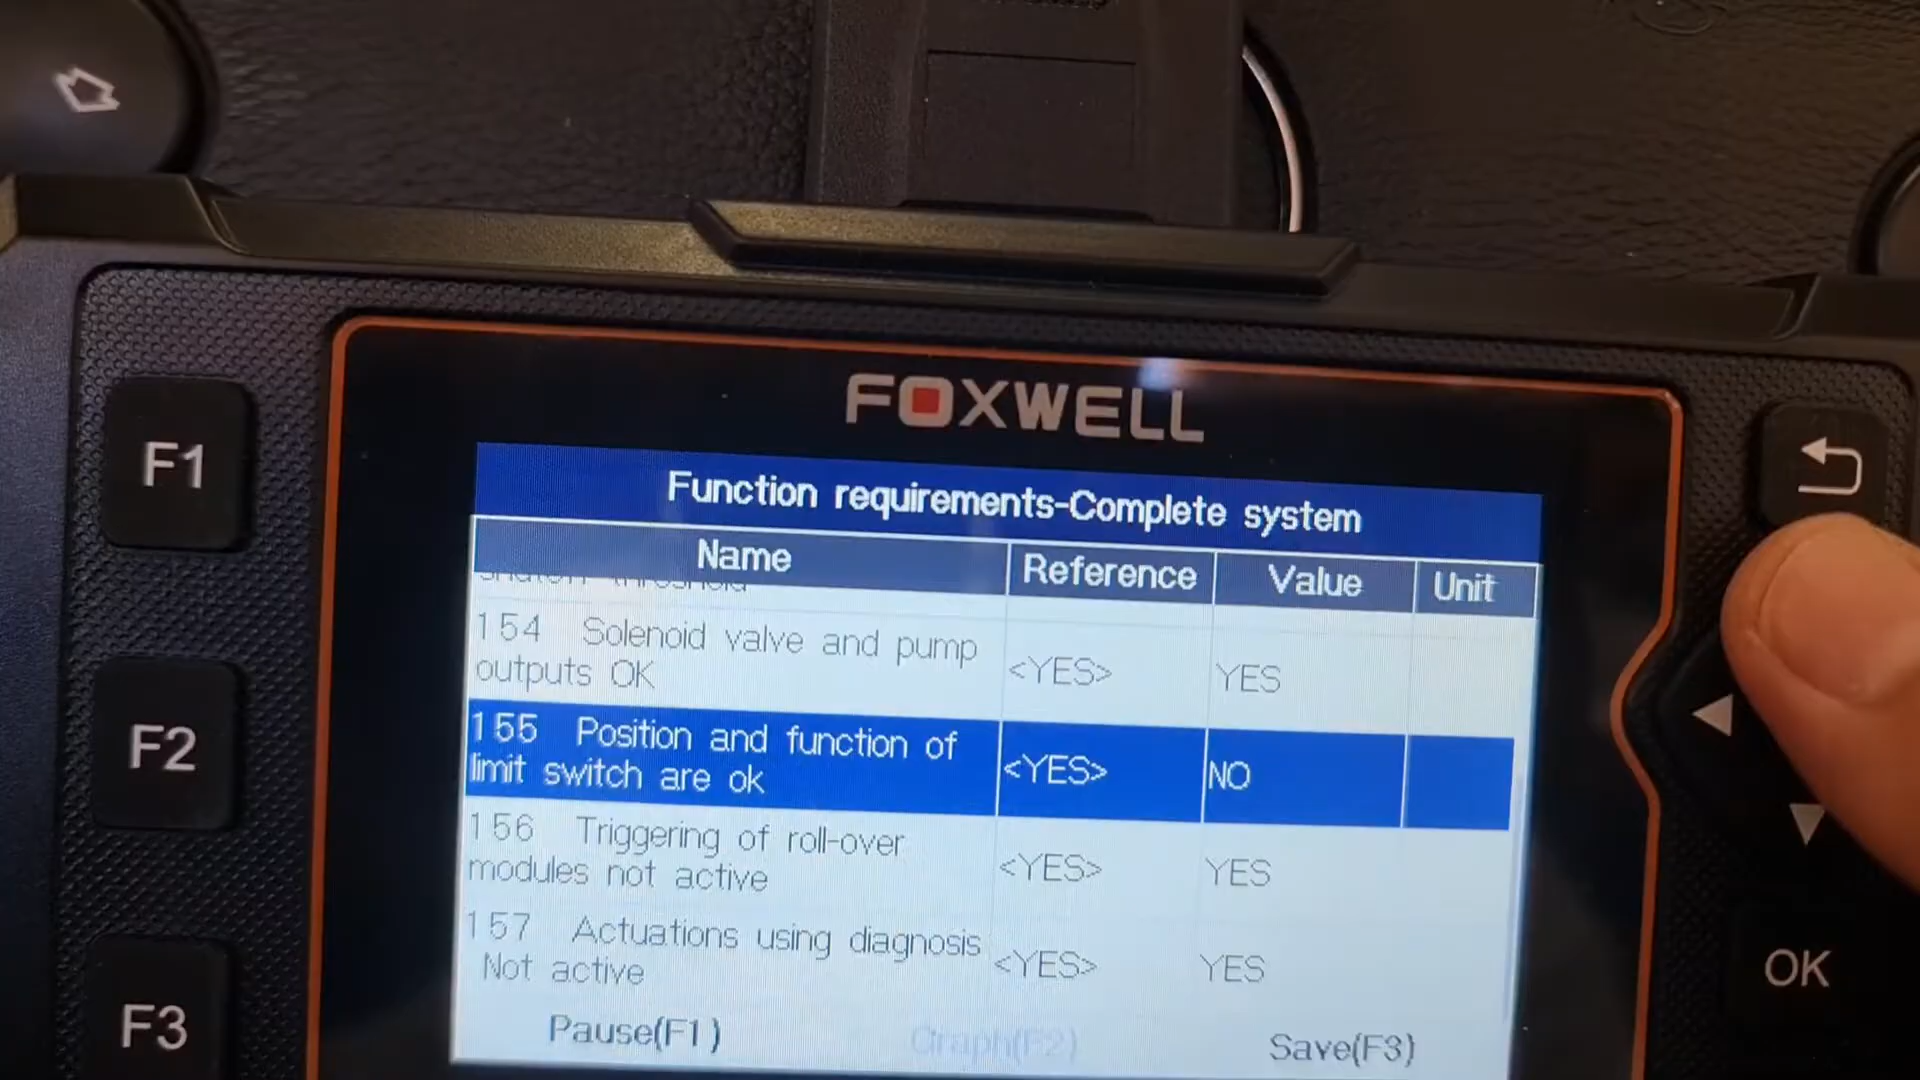 FOXWELL
F1
Function requirements-Complete system
Name Reference Value Unit
154 Solenoid valve and pump
outputs OK <YES> YES
F2
155 Position and function of
limit switch are ok <YES> NO
156 Triggering of roll-over
modules not active <YES> YES
157 Actuations using diagnosis
Not active <YES> YES
OK
F3
Pause(F1) Graph(F2) Save(F3)